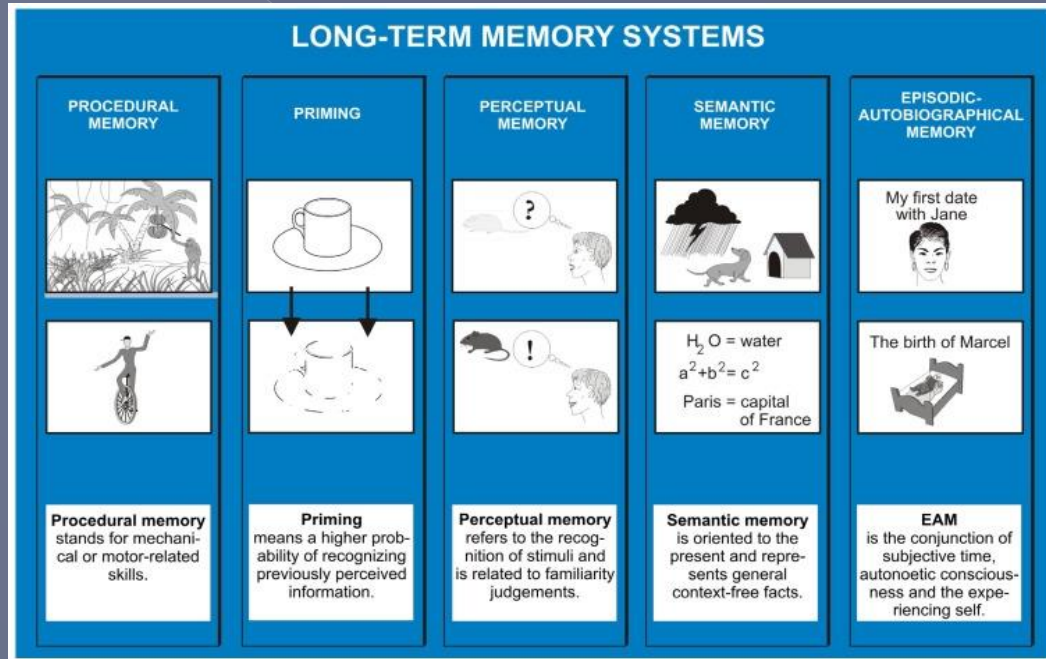 LONG-TERM MEMORY SYSTEMS
PROCEDURAL
MEMORY
PRIMING
PERCEPTUAL
MEMORY
SEMANTIC
MEMORY
EPISODIC-
AUTOBIOGRAPHICAL
MEMORY
?
My first date
with Jane
!
H₂O = water
a²+b²=c²
Paris = capital
of France
The birth of Marcel
Procedural memory
stands for mechani-
cal or motor-related
skills.
Priming
means a higher prob-
ability of recognizing
previously perceived
information.
Perceptual memory
refers to the recog-
nition of stimuli and
is related to familiarity
judgements.
Semantic memory
is oriented to the
present and repre-
sents general
context-free facts.
EAM
is the conjunction of
subjective time,
autonoetic conscious-
ness and the expe-
riencing self.